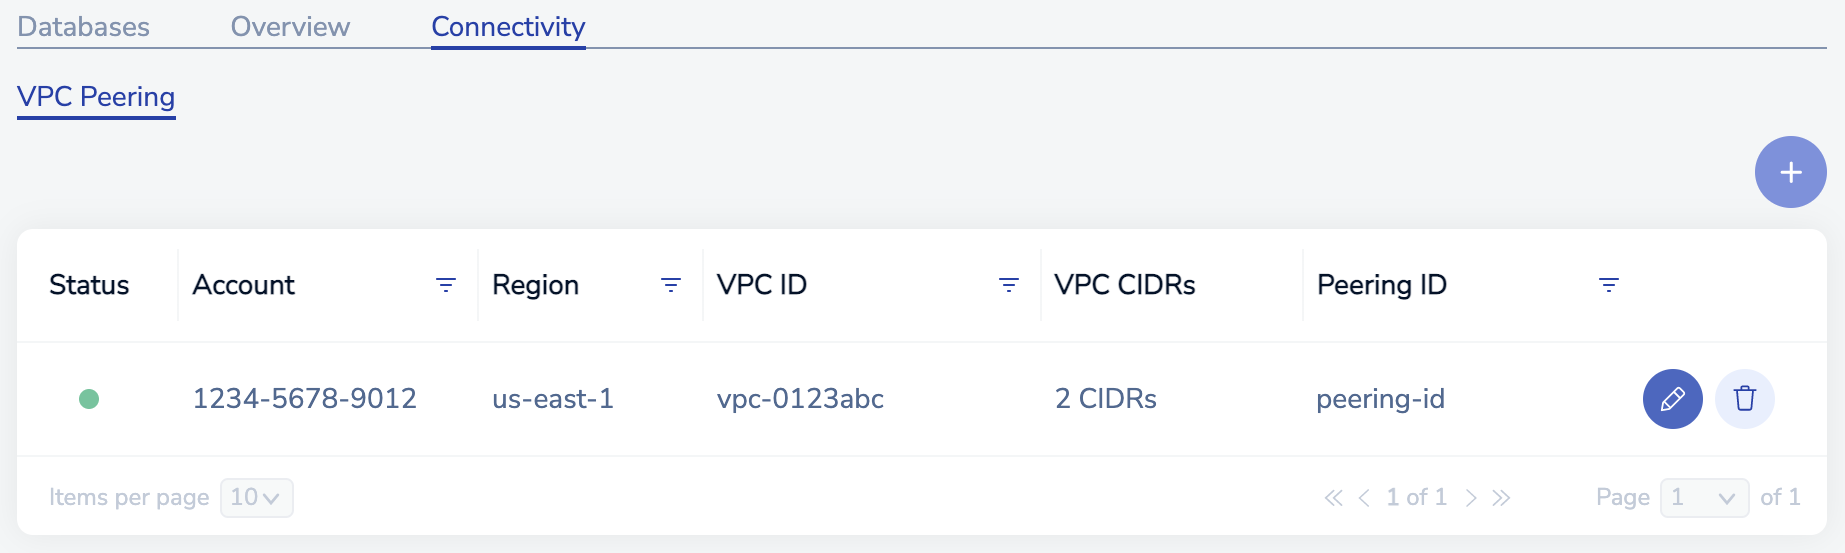 Databases Overview Connectivity
VPC Peering
Status Account Region VPC ID VPC CIDRs Peering ID
1234-5678-9012 us-east-1 vpc-0123abc 2 CIDRs peering-id
Items per page 10 1 of 1 Page 1 of 1